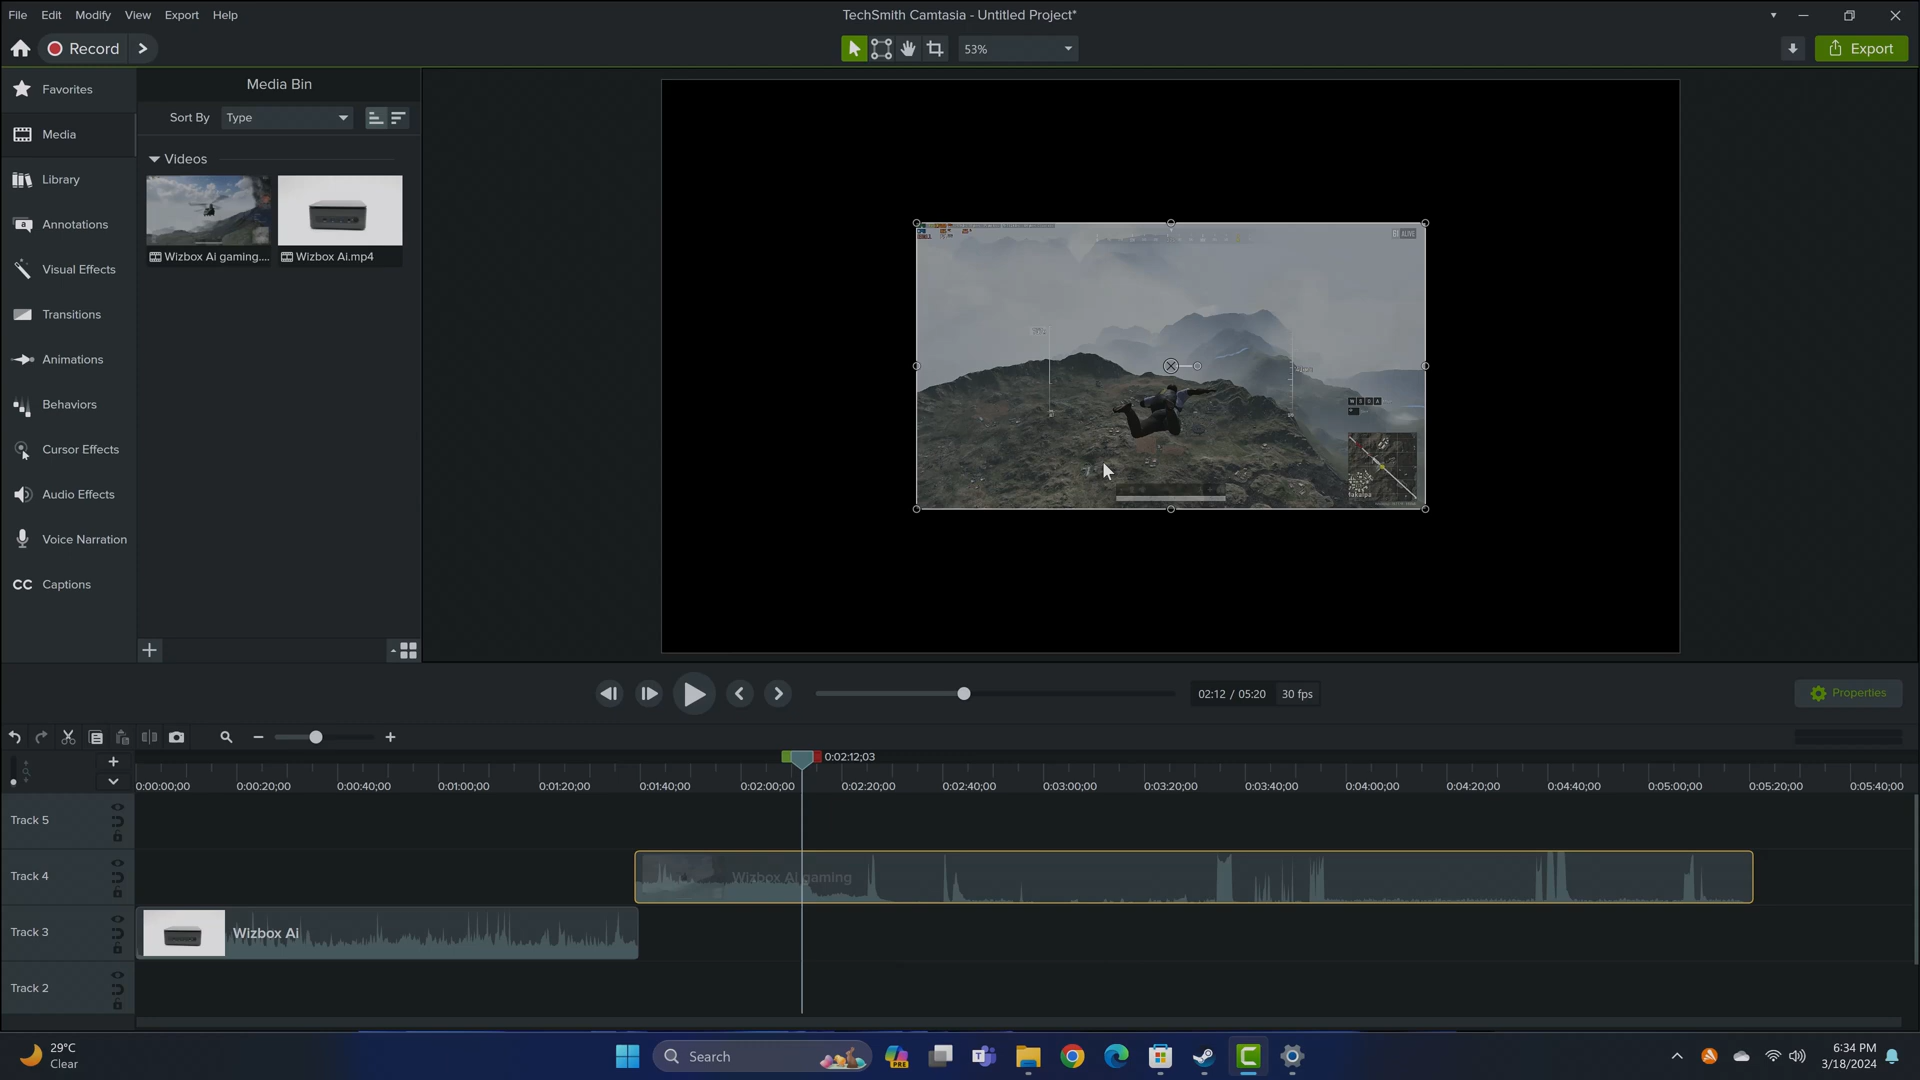 File Edit Modify View Export Help
TechSmith Camtasia - Untitled Project*
Record
53%
Export
Favorites
Media
Library
Annotations
Visual Effects
Transitions
Animations
Behaviors
Cursor Effects
Audio Effects
Voice Narration
CC Captions
Media Bin
Sort By Type
Videos
Wizbox Ai gaming....
Wizbox Ai.mp4
ALIVE
W S D A
02:12 / 05:20 30 fps
Properties
0:02:12;03
0:00:00;00 0:00:20;00 0:00:40;00 0:01:00;00 0:01:20;00 0:01:40;00 0:02:00;00 0:02:20;00 0:02:40;00 0:03:00;00 0:03:20;00 0:03:40;00 0:04:00;00 0:04:20;00 0:04:40;00 0:05:00;00 0:05:20;00 0:05:40;00
Track 5
Track 4
Wizbox Ai gaming
Track 3
Wizbox Ai
Track 2
29°C
Clear
Search
PRE
6:34 PM
3/18/2024